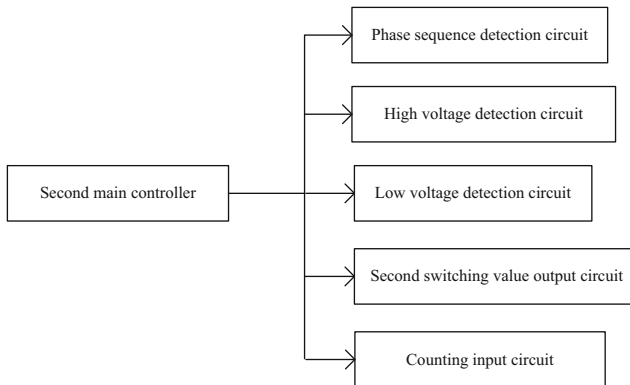 Phase sequence detection circuit
High voltage detection circuit
Second main controller
Low voltage detection circuit
Second switching value output circuit
Counting input circuit